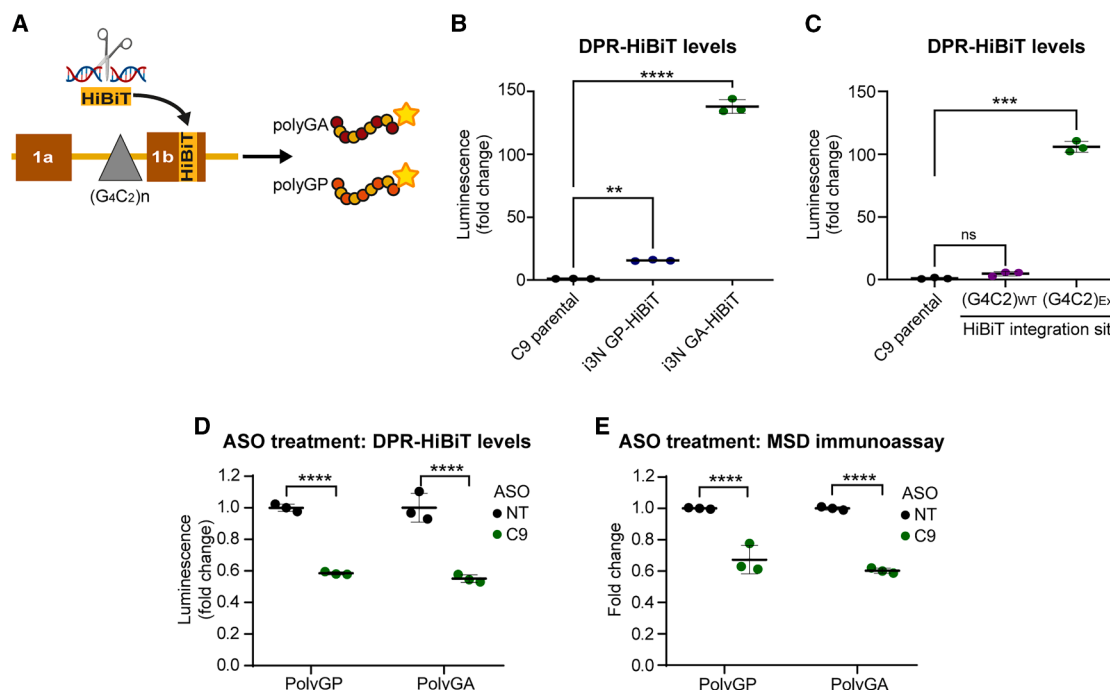 A
HiBiT
1a
1b
HiBiT
(G4C2)n
polyGA
polyGP
B
DPR-HiBiT levels
Luminescence
(fold change)
150
100
50
0
****
**
C9 parental
i3N GP-HiBiT
i3N GA-HiBiT
C
DPR-HiBiT levels
Luminescence
(fold change)
150
100
50
0
***
ns
C9 parental
(G4C2)WT (G4C2)Ex
HiBiT integration sit
D
ASO treatment: DPR-HiBiT levels
Luminescence
(fold change)
1.2
1.0
0.8
0.6
0.4
0.2
0.0
****
****
ASO
NT
C9
PolyGP
PolyGA
E
ASO treatment: MSD immunoassay
Fold change
1.2
1.0
0.8
0.6
0.4
0.2
0.0
****
****
ASO
NT
C9
PolyGP
PolyGA